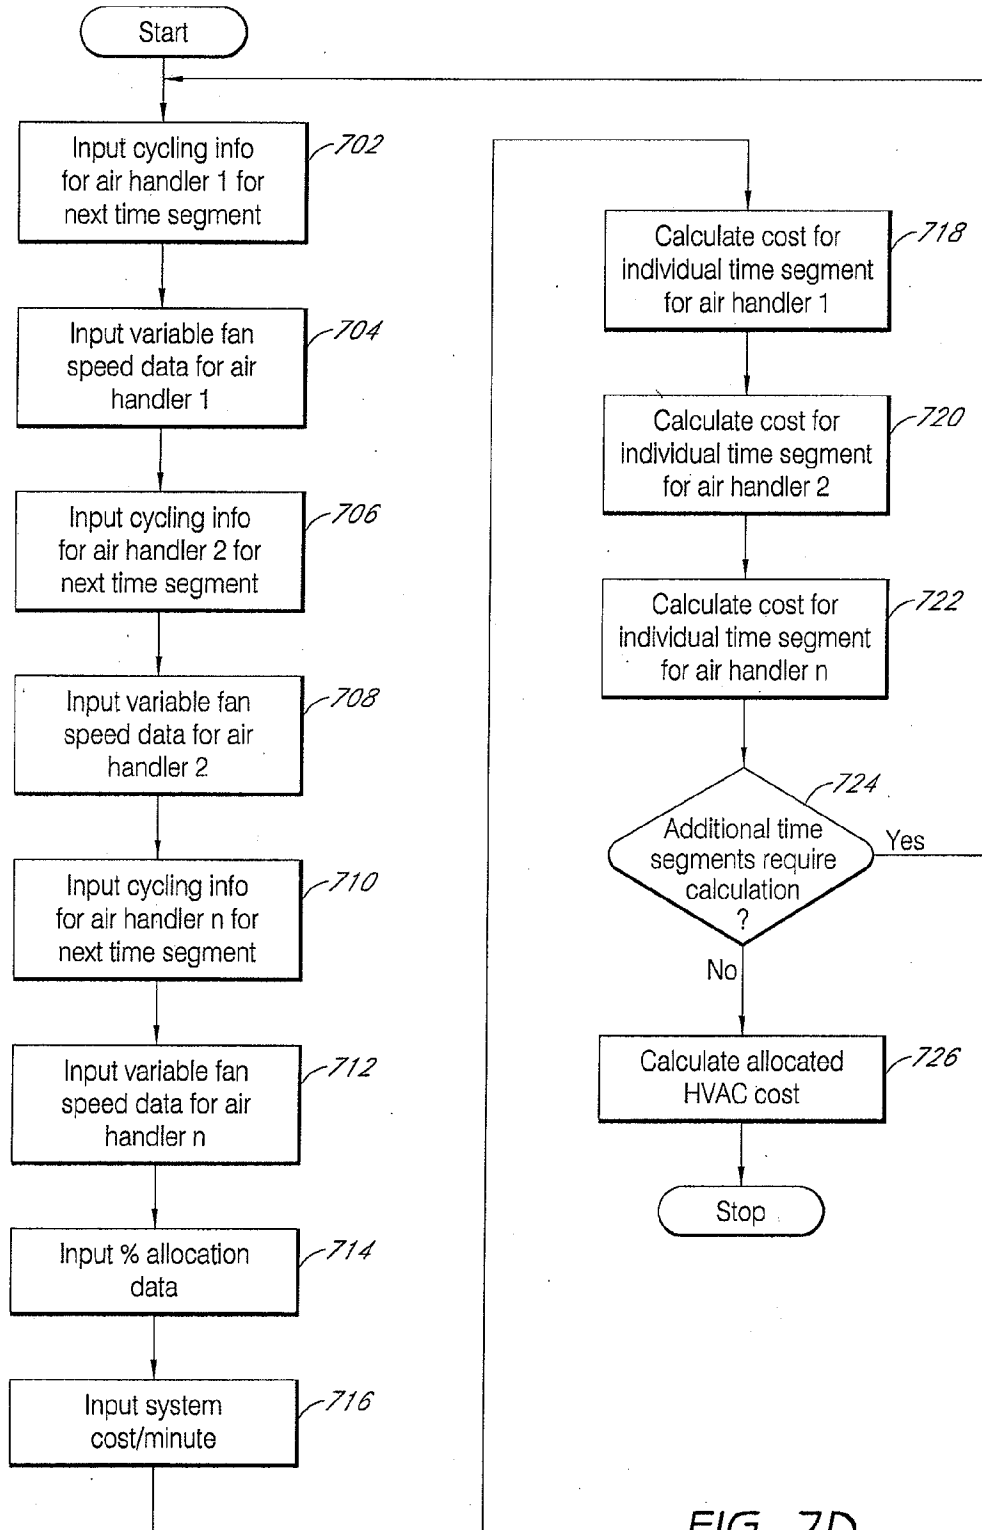 Start
Input cycling info
for air handler 1 for
next time segment
702
Input variable fan
speed data for air
handler 1
704
Input cycling info
for air handler 2 for
next time segment
706
Input variable fan
speed data for air
handler 2
708
Input cycling info
for air handler n for
next time segment
710
Input variable fan
speed data for air
handler n
712
Input % allocation
data
714
Input system
cost/minute
716
Calculate cost for
individual time segment
for air handler 1
718
Calculate cost for
individual time segment
for air handler 2
720
Calculate cost for
individual time segment
for air handler n
722
Additional time
segments require
calculation
?
724
Yes
No
Calculate allocated
HVAC cost
726
Stop
FIG. 7D